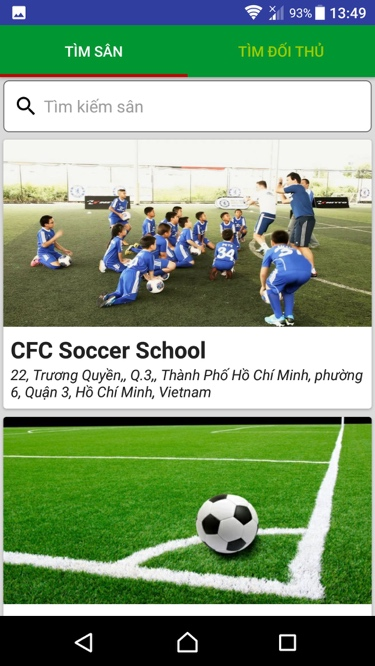 93% 13:49
TÌM SÂN
TÌM ĐỐI THỦ
Tìm kiếm sân
34
CFC Soccer School
22, Trương Quyền,, Q.3,, Thành Phố Hồ Chí Minh, phường
6, Quận 3, Hồ Chí Minh, Vietnam